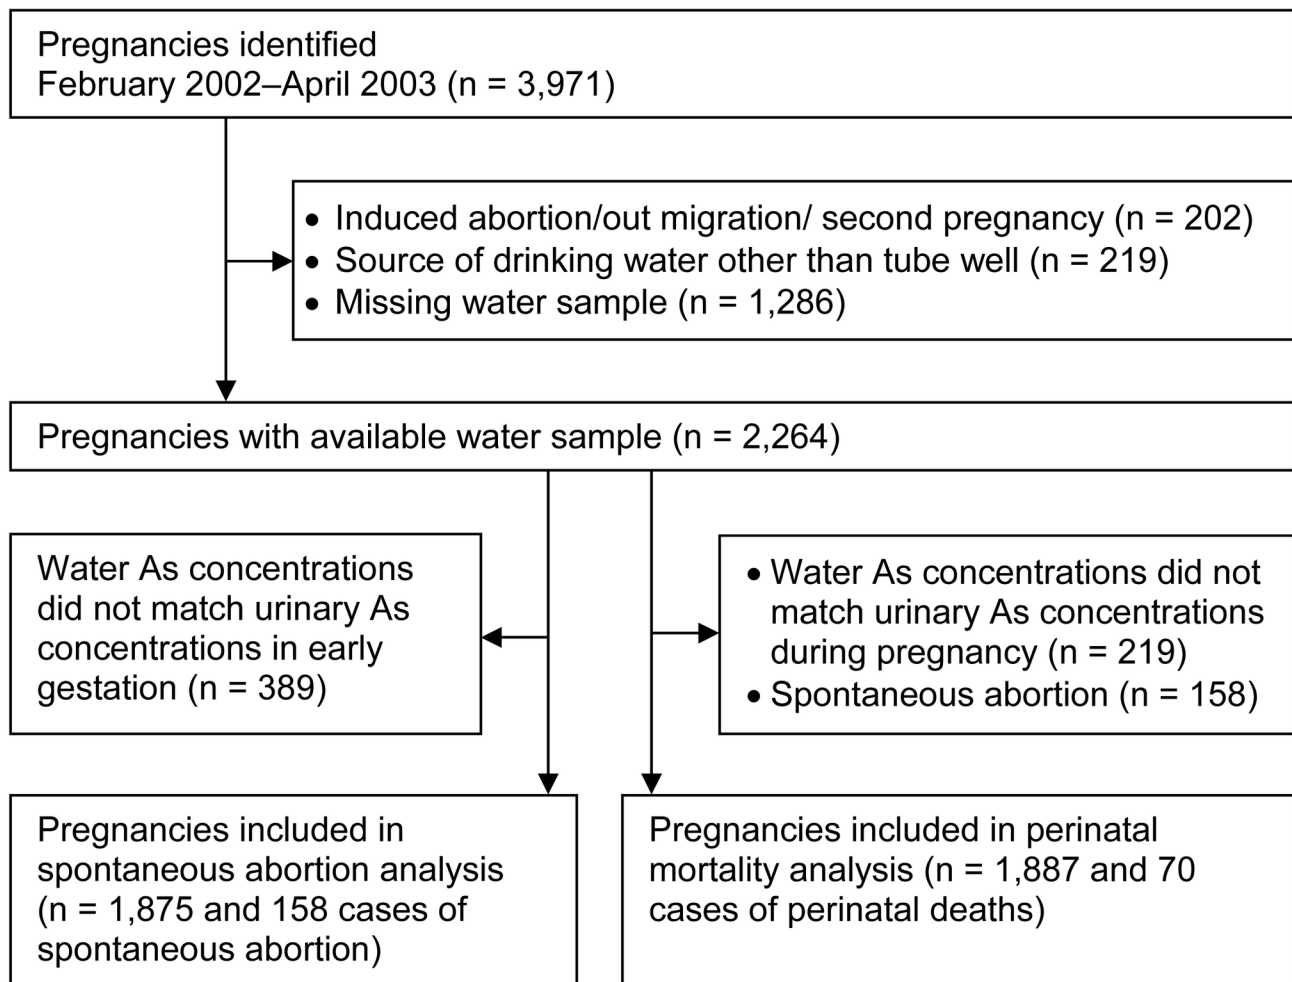 Pregnancies identified
February 2002–April 2003 (n = 3,971)
• Induced abortion/out migration/ second pregnancy (n = 202)
• Source of drinking water other than tube well (n = 219)
• Missing water sample (n = 1,286)
Pregnancies with available water sample (n = 2,264)
Water As concentrations
did not match urinary As
concentrations in early
gestation (n = 389)
• Water As concentrations did not
match urinary As concentrations
during pregnancy (n = 219)
• Spontaneous abortion (n = 158)
Pregnancies included in
spontaneous abortion analysis
(n = 1,875 and 158 cases of
spontaneous abortion)
Pregnancies included in perinatal
mortality analysis (n = 1,887 and 70
cases of perinatal deaths)